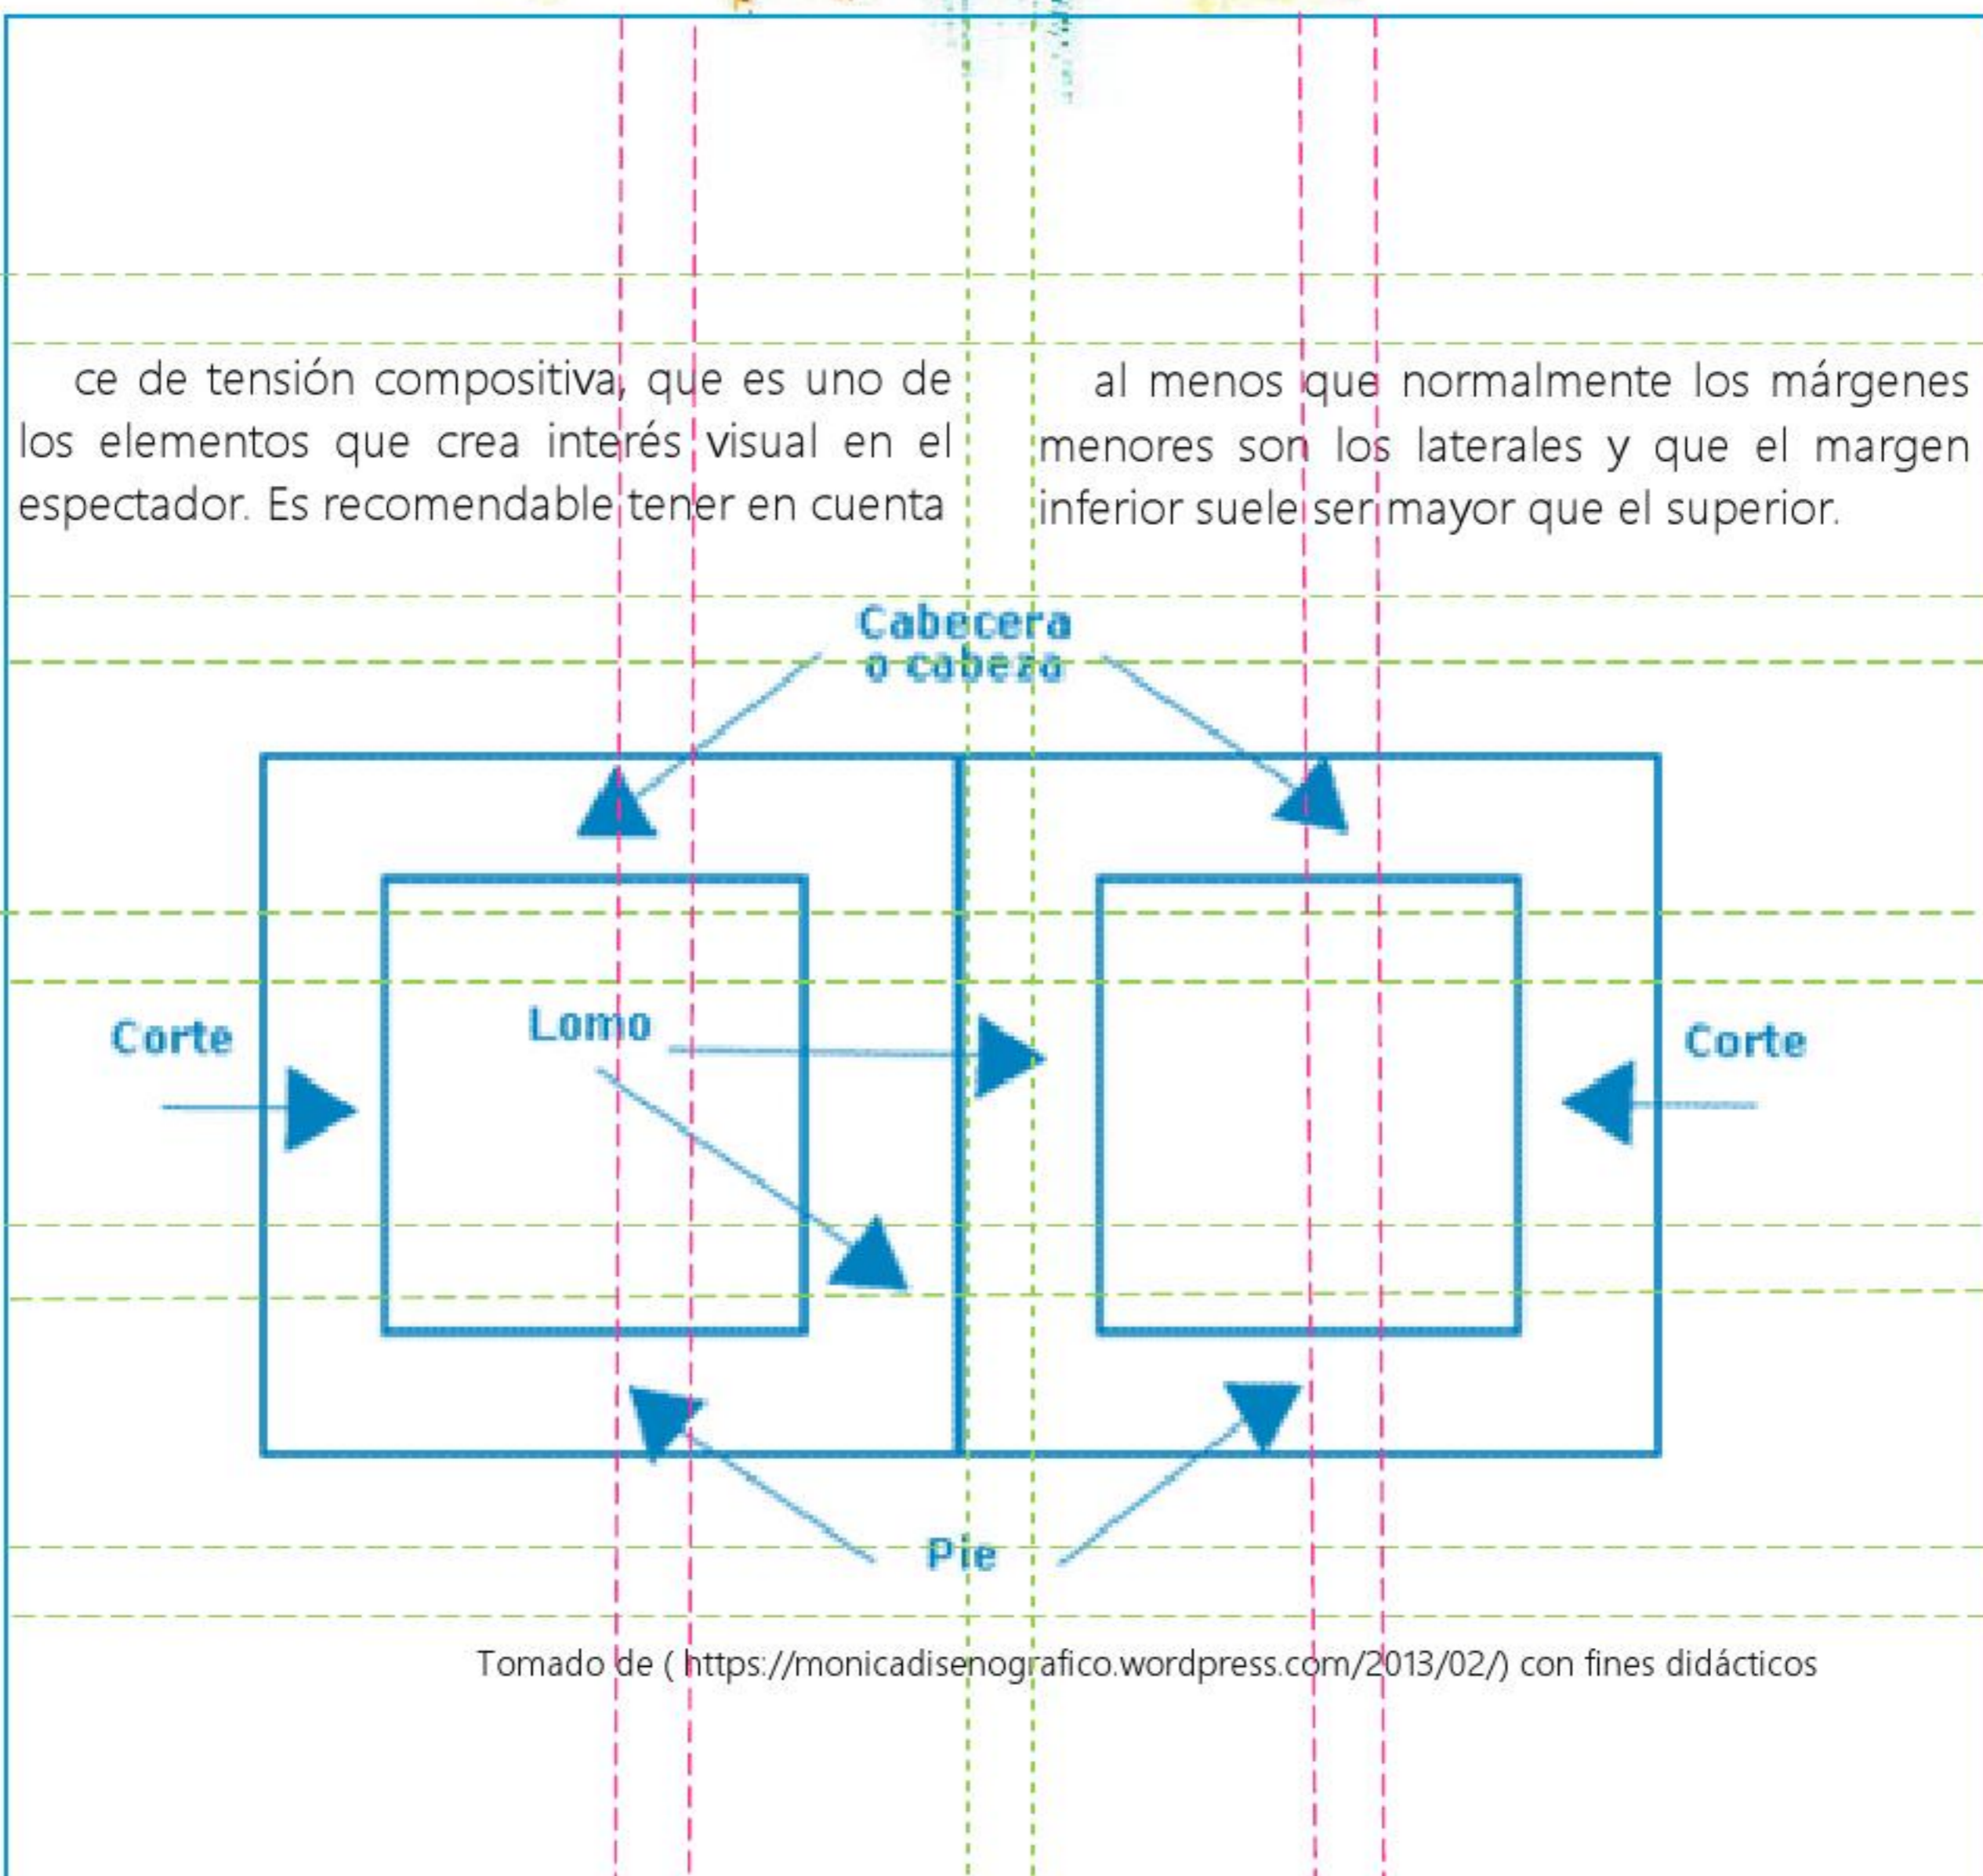 ce de tensión compositiva, que es uno de
los elementos que crea interés visual en el
espectador. Es recomendable tener en cuenta
al menos que normalmente los márgenes
menores son los laterales y que el margen
inferior suele ser mayor que el superior.
Cabecera
o cabeza
Corte
Lomo
Corte
Pie
Tomado de ( https://monicadisenografico.wordpress.com/2013/02/) con fines didácticos